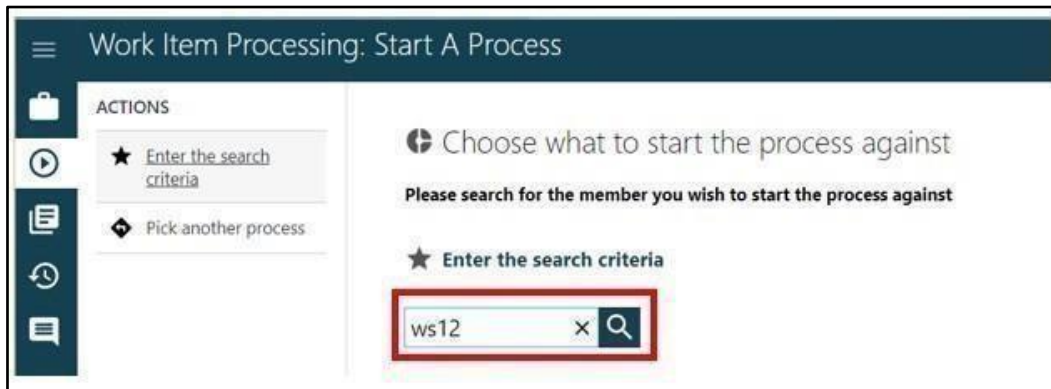 Work Item Processing: Start A Process
ACTIONS
Enter the search
criteria
Pick another process
Choose what to start the process against
Please search for the member you wish to start the process against
Enter the search criteria
ws12